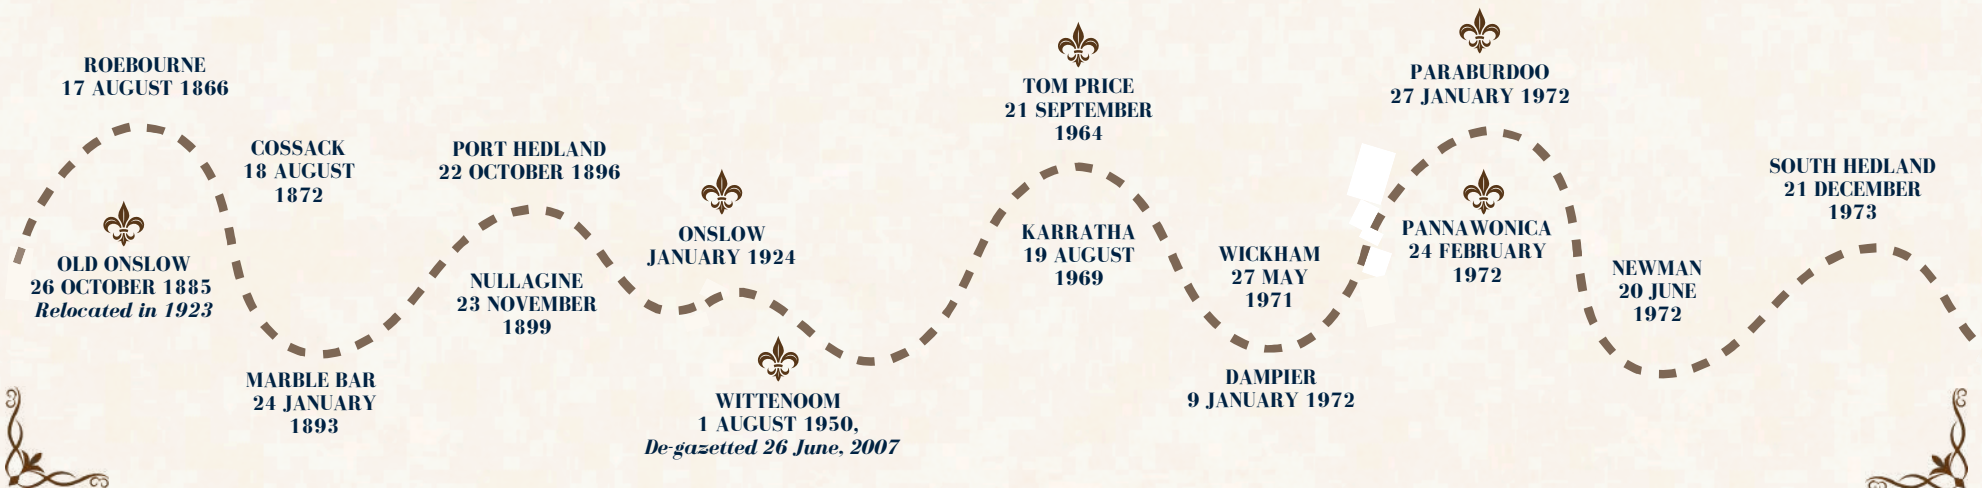 ROEBOURNE
17 AUGUST 1866
OLD ONSLOW
26 OCTOBER 1885
Relocated in 1923
COSSACK
18 AUGUST
1872
MARBLE BAR
24 JANUARY
1893
PORT HEDLAND
22 OCTOBER 1896
NULLAGINE
23 NOVEMBER
1899
ONSLOW
JANUARY 1924
WITTENOOM
1 AUGUST 1950,
De-gazetted 26 June, 2007
TOM PRICE
21 SEPTEMBER
1964
KARRATHA
19 AUGUST
1969
WICKHAM
27 MAY
1971
DAMPIER
9 JANUARY 1972
PARABURDOO
27 JANUARY 1972
PANNAWONICA
24 FEBRUARY
1972
NEWMAN
20 JUNE
1972
SOUTH HEDLAND
21 DECEMBER
1973